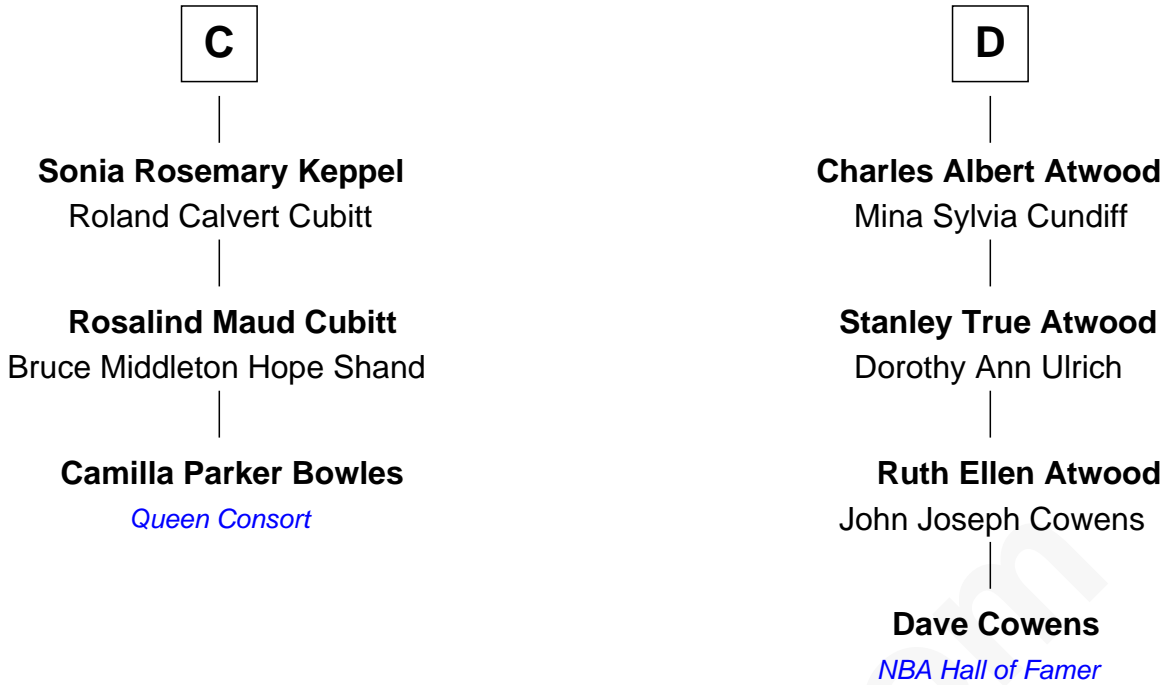 C
Sonia Rosemary Keppel
Roland Calvert Cubitt
Rosalind Maud Cubitt
Bruce Middleton Hope Shand
Camilla Parker Bowles
Queen Consort
D
Charles Albert Atwood
Mina Sylvia Cundiff
Stanley True Atwood
Dorothy Ann Ulrich
Ruth Ellen Atwood
John Joseph Cowens
Dave Cowens
NBA Hall of Famer
om